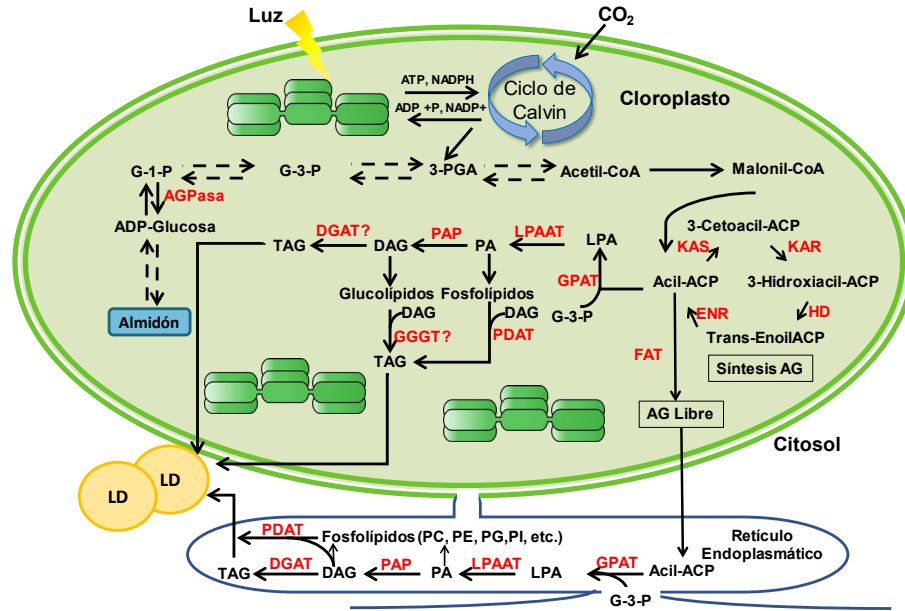 Luz
CO₂
ATP, NADPH
ADP +P, NADP+
Ciclo de
Calvin
Cloroplasto
G-1-P
G-3-P
3-PGA
Acetil-CoA
Malonil-CoA
AGPasa
ADP-Glucosa
Almidón
TAG
DGAT?
DAG
PAP
PA
LPAAT
LPA
3-Cetoacil-ACP
KAS
KAR
GPAT
Acil-ACP
3-Hidroxiacil-ACP
Glucolípidos
Fosfolípidos
DAG
DAG
G-3-P
ENR
HD
GGGT?
PDAT
Trans-EnoilACP
TAG
FAT
Síntesis AG
AG Libre
Citosol
LD
LD
PDAT
Fosfolípidos (PC, PE, PG,PI, etc.)
Retículo
Endoplasmático
TAG
DGAT
DAG
PAP
PA
LPAAT
LPA
GPAT
Acil-ACP
G-3-P